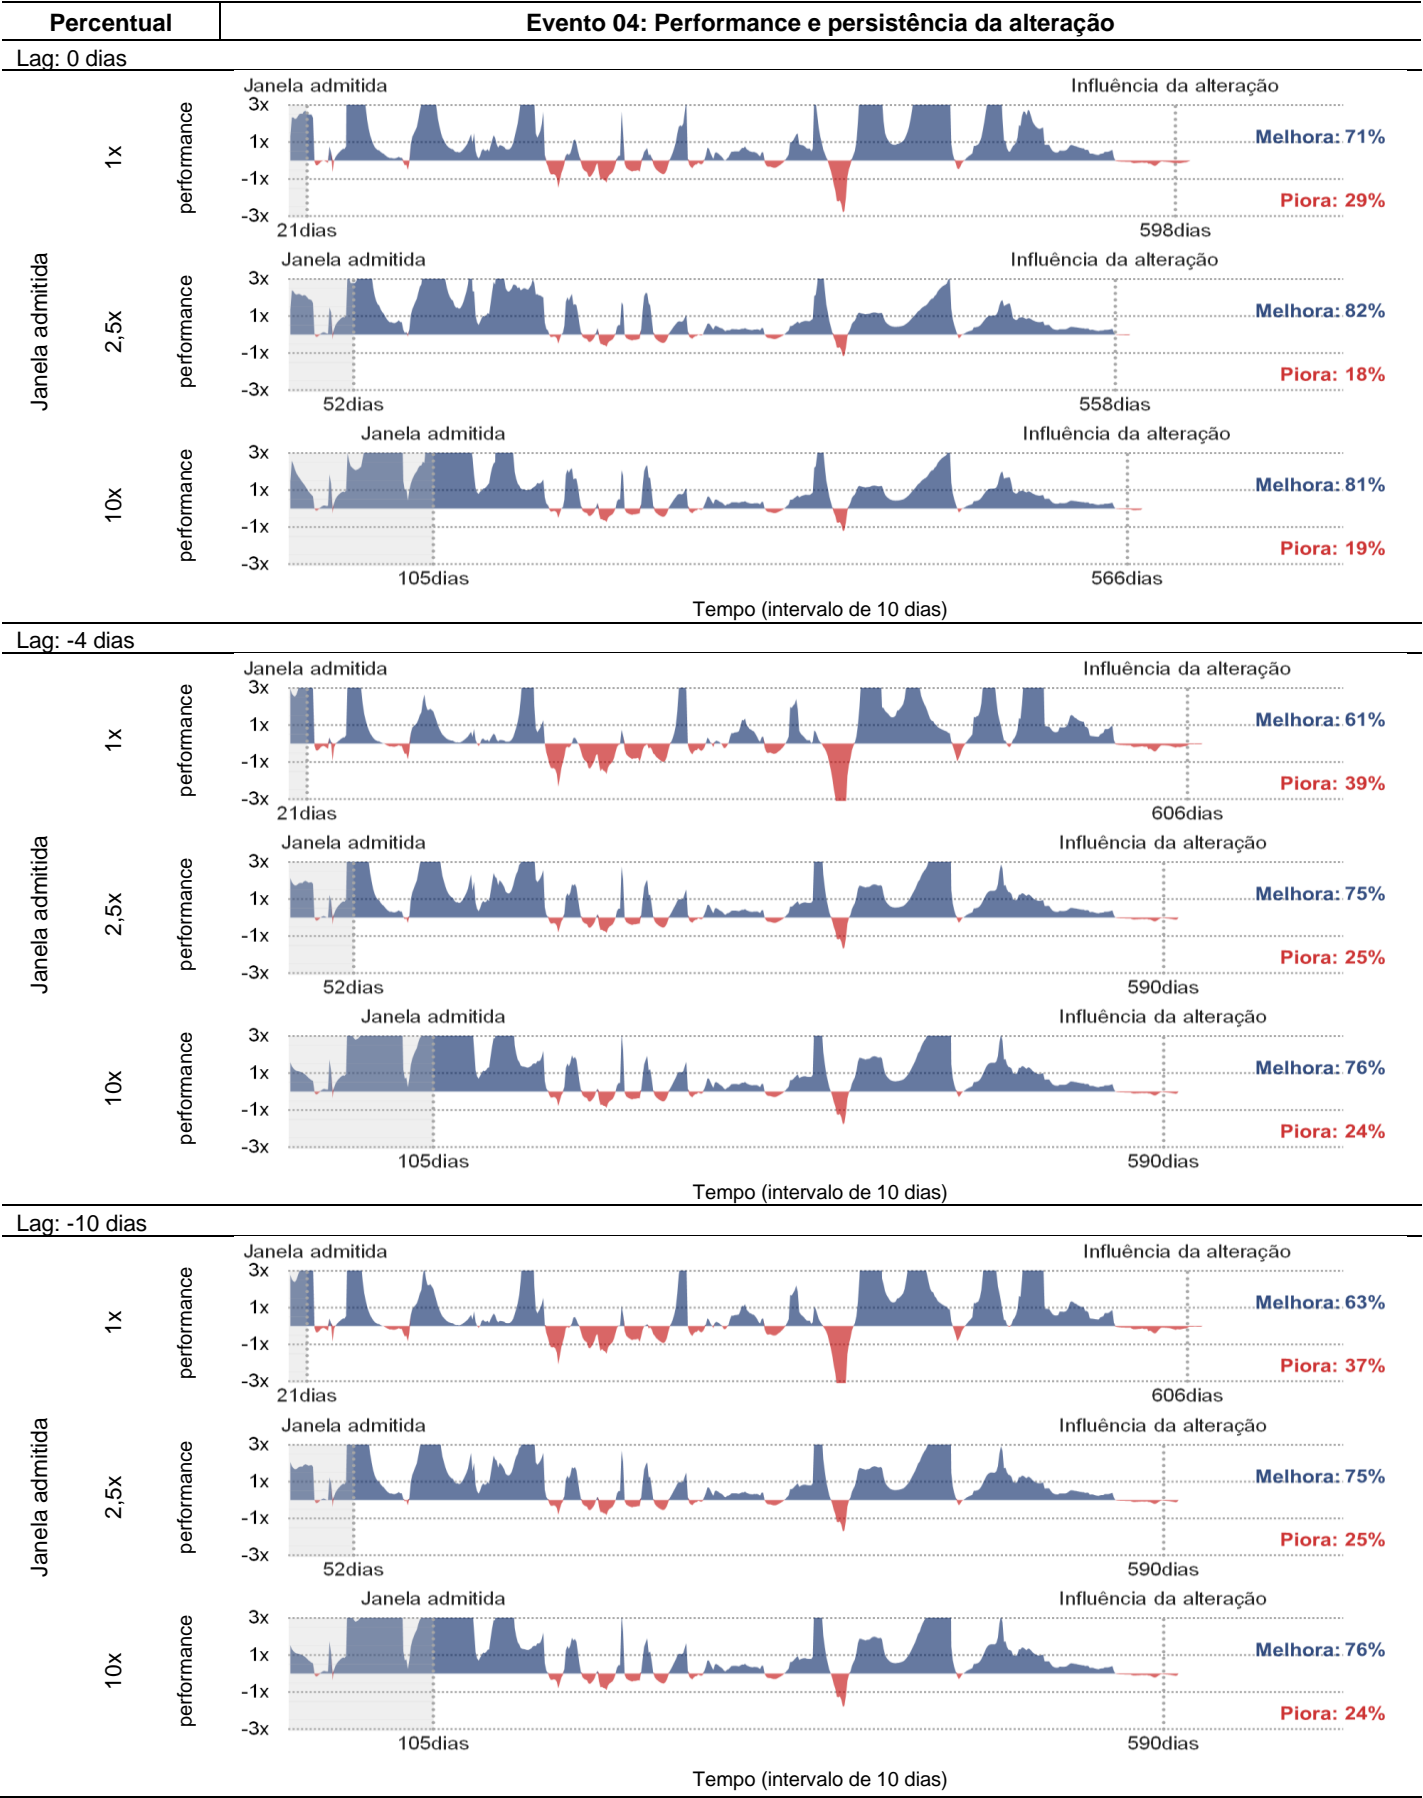 Percentual Evento 04: Performance e persistência da alteração
Lag: 0 dias
Janela admitida
1x
performance
Janela admitida Influência da alteração
3x
1x
-1x
-3x
Melhora: 71%
Piora: 29%
21dias 598dias
2,5x
performance
Janela admitida Influência da alteração
3x
1x
-1x
-3x
Melhora: 82%
Piora: 18%
52dias 558dias
10x
performance
Janela admitida Influência da alteração
3x
1x
-1x
-3x
Melhora: 81%
Piora: 19%
105dias 566dias
Tempo (intervalo de 10 dias)
Lag: -4 dias
Janela admitida
1x
performance
Janela admitida Influência da alteração
3x
1x
-1x
-3x
Melhora: 61%
Piora: 39%
21dias 606dias
2,5x
performance
Janela admitida Influência da alteração
3x
1x
-1x
-3x
Melhora: 75%
Piora: 25%
52dias 590dias
10x
performance
Janela admitida Influência da alteração
3x
1x
-1x
-3x
Melhora: 76%
Piora: 24%
105dias 590dias
Tempo (intervalo de 10 dias)
Lag: -10 dias
Janela admitida
1x
performance
Janela admitida Influência da alteração
3x
1x
-1x
-3x
Melhora: 63%
Piora: 37%
21dias 606dias
2,5x
performance
Janela admitida Influência da alteração
3x
1x
-1x
-3x
Melhora: 75%
Piora: 25%
52dias 590dias
10x
performance
Janela admitida Influência da alteração
3x
1x
-1x
-3x
Melhora: 76%
Piora: 24%
105dias 590dias
Tempo (intervalo de 10 dias)